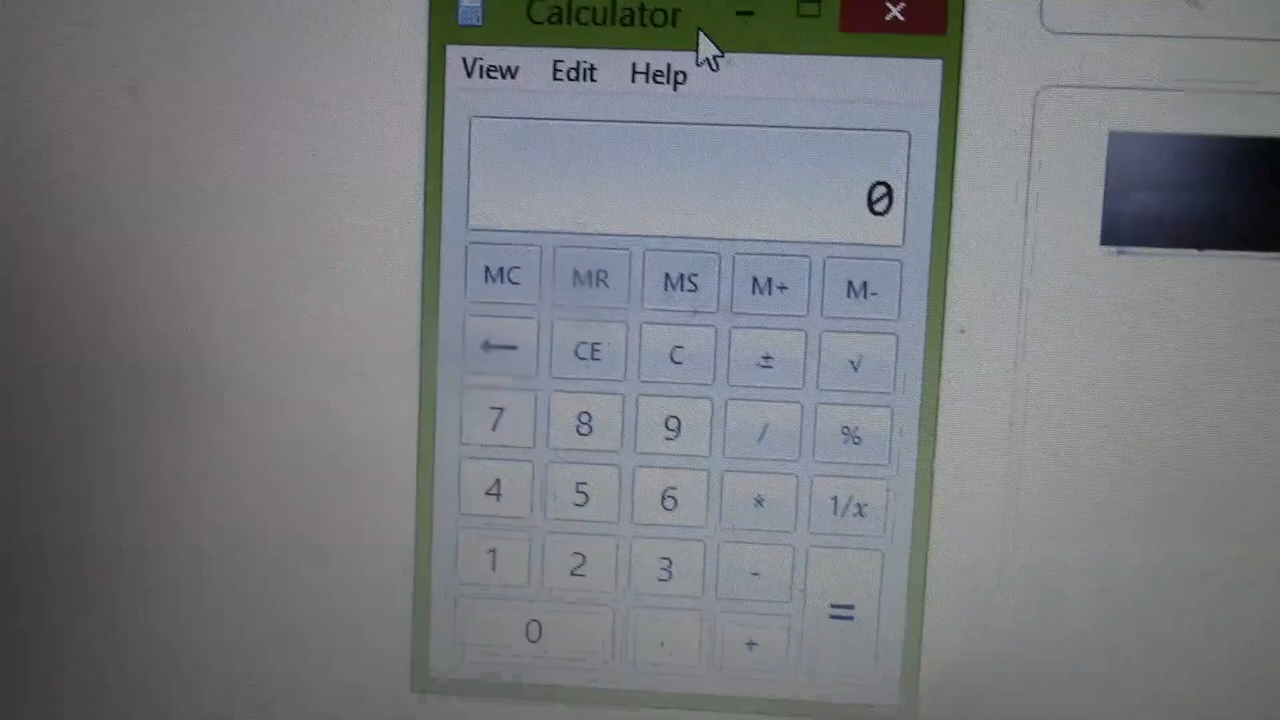 Calculator
View Edit Help
0
MC MR MS M+ M-
← CE C ± √
7 8 9 / %
4 5 6 * 1/x
1 2 3 - =
0 . +